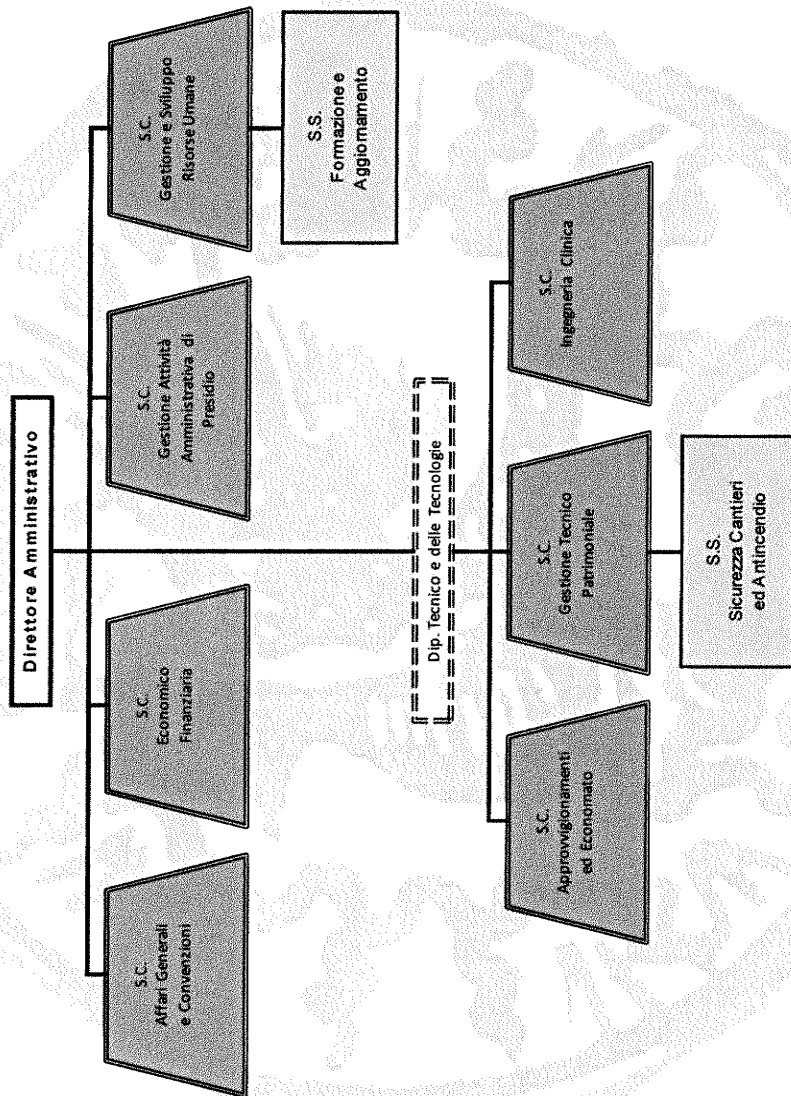 Direttore Amministrativo
S.C.
Affari Generali
e Convenzioni
S.C.
Economico
Finanziaria
S.C.
Gestione Attività
Amministrativa di
Presidio
S.C.
Gestione e Sviluppo
Risorse Umane
S.S.
Formazione e
Aggiornamento
Dip. Tecnico e delle Tecnologie
S.C.
Approvvigionamenti
ed Economato
S.C.
Gestione Tecnico
Patrimoniale
S.C.
Ingegneria Clinica
S.S.
Sicurezza Cantieri
ed Antincendio